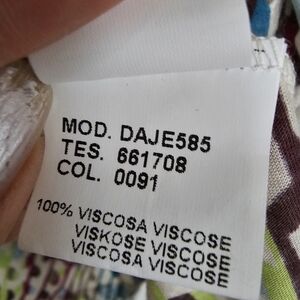 MOD. DAJE585
TES. 661708
COL. 0091
100% VISCOSA VISCOSE
VISKOSE VISCOSE
VISCOSA VISCOSE